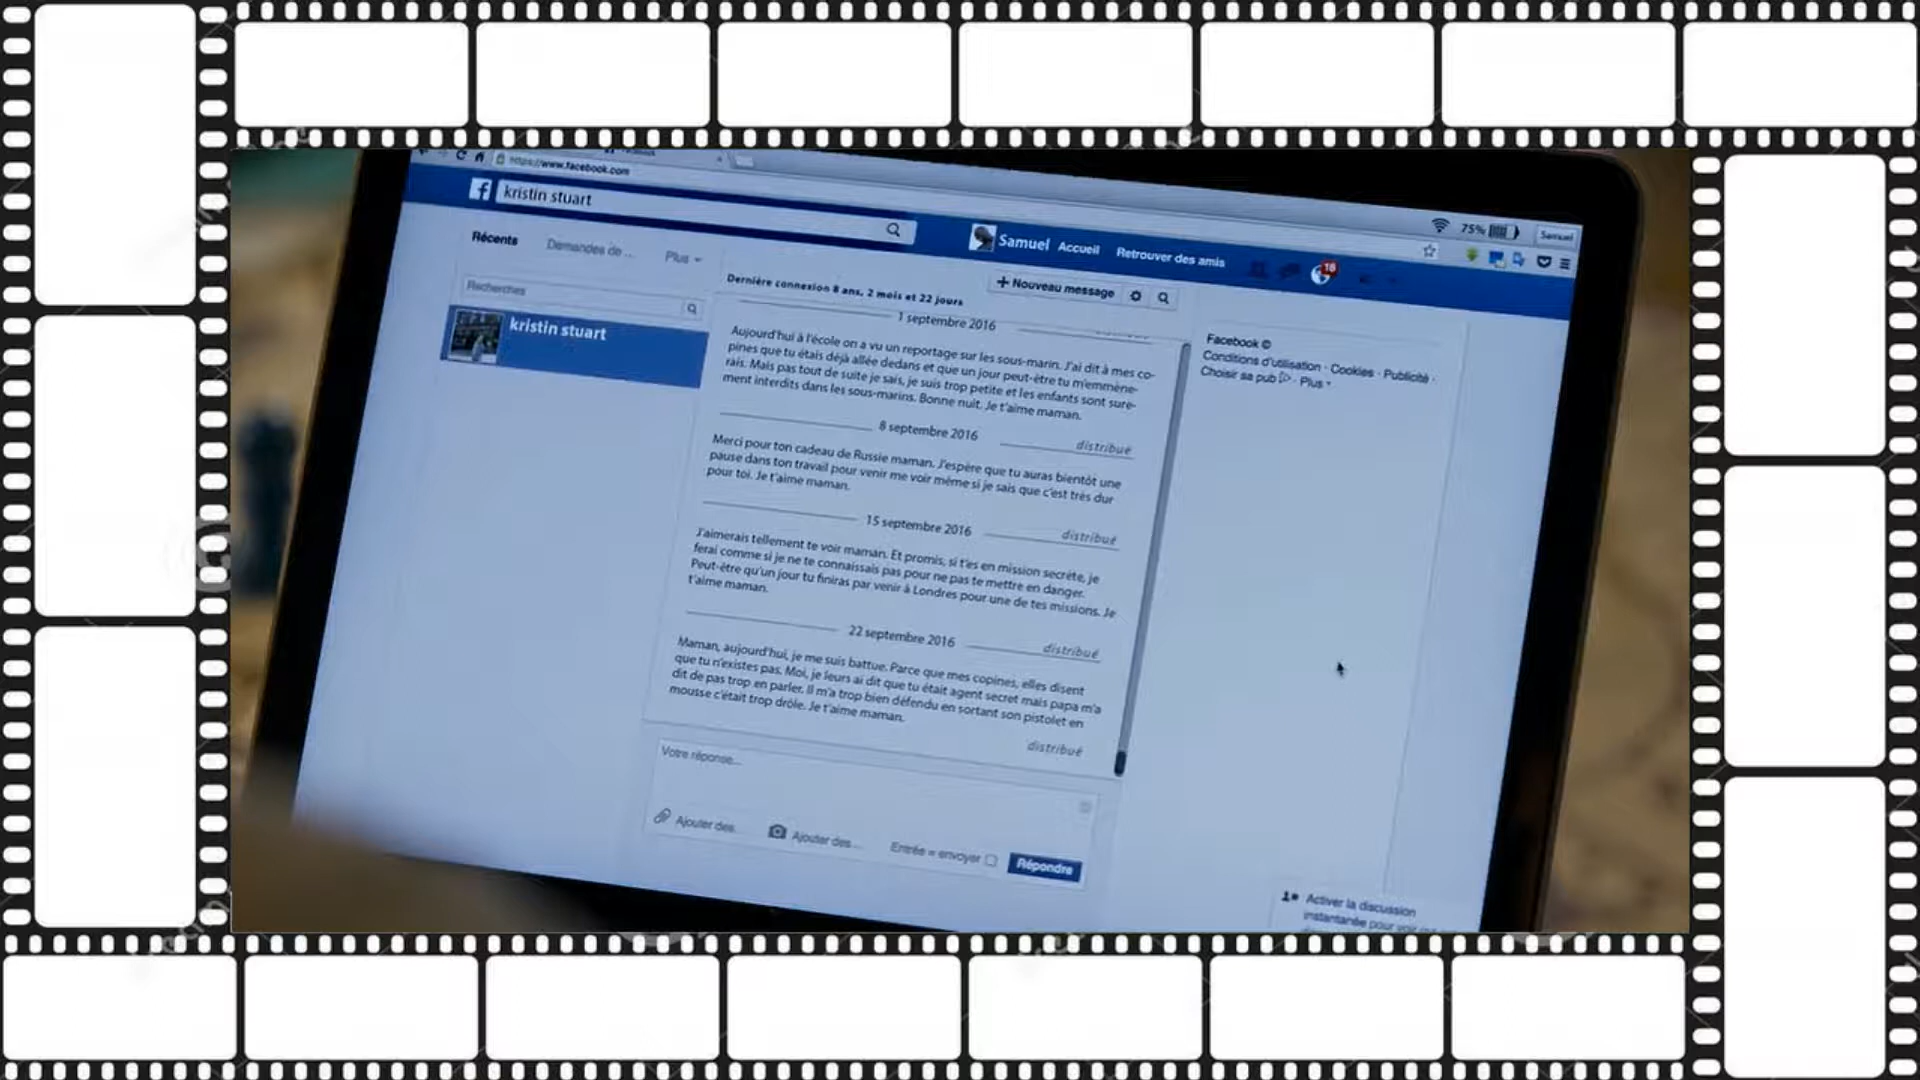 https://www.facebook.com
kristin stuart
75%
Samuel
Samuel Accueil Retrouver des amis
18
Récents Demandes de ... Plus
Recherches
kristin stuart
Dernière connexion 8 ans, 2 mois et 22 jours
+ Nouveau message
1 septembre 2016
Aujourd'hui à l'école on a vu un reportage sur les sous-marin. J'ai dit à mes co-
pines que tu étais déjà allée dedans et que un jour peut-être tu m'emmène-
rais. Mais pas tout de suite je sais, je suis trop petite et les enfants sont sure-
ment interdits dans les sous-marins. Bonne nuit. Je t'aime maman.
distribué
8 septembre 2016
Merci pour ton cadeau de Russie maman. J'espère que tu auras bientôt une
pause dans ton travail pour venir me voir même si je sais que c'est très dur
pour toi. Je t'aime maman.
distribué
15 septembre 2016
J'aimerais tellement te voir maman. Et promis, si t'es en mission secrète, je
ferai comme si je ne te connaissais pas pour ne pas te mettre en danger.
Peut-être qu'un jour tu finiras par venir à Londres pour une de tes missions. Je
t'aime maman.
distribué
22 septembre 2016
Maman, aujourd'hui, je me suis battue. Parce que mes copines, elles disent
que tu n'existes pas. Moi, je leurs ai dit que tu était agent secret mais papa m'a
dit de pas trop en parler. Il m'a trop bien défendu en sortant son pistolet en
mousse c'était trop drôle. Je t'aime maman.
distribué
Votre réponse...
Ajouter des... Ajouter des... Entrée = envoyer Répondre
Facebook ©
Conditions d'utilisation · Cookies · Publicité ·
Choisir sa pub · Plus
Activer la discussion
instantanée pour voir qui